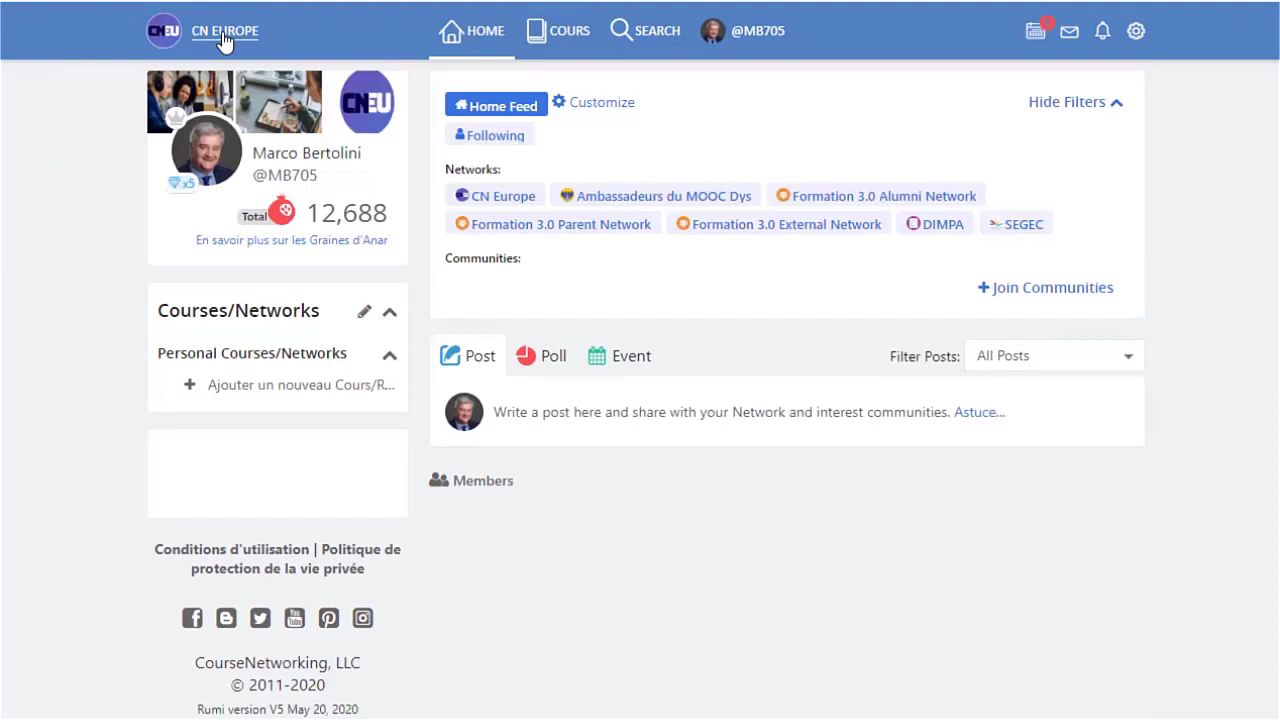 CNEU CN EUROPE HOME COURS SEARCH @MB705
CNEU
Marco Bertolini
@MB705
x5
Total 12,688
En savoir plus sur les Graines d'Anar
Courses/Networks
Personal Courses/Networks
+ Ajouter un nouveau Cours/R...
Conditions d'utilisation | Politique de
protection de la vie privée
You Tube
CourseNetworking, LLC
© 2011-2020
Rumi version V5 May 20, 2020
Home Feed Customize Hide Filters
Following
Networks:
CN Europe Ambassadeurs du MOOC Dys Formation 3.0 Alumni Network
Formation 3.0 Parent Network Formation 3.0 External Network DIMPA SEGEC
Communities:
+ Join Communities
Post Poll Event Filter Posts: All Posts
Write a post here and share with your Network and interest communities. Astuce...
Members